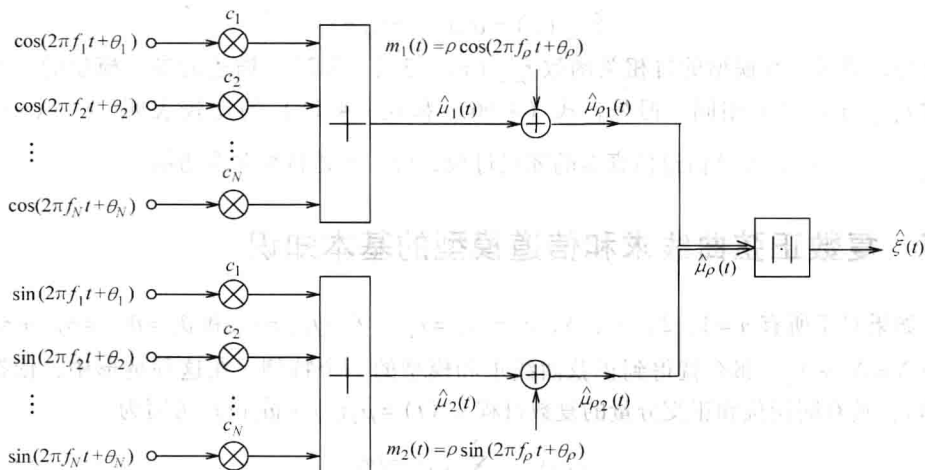 c₁
cos(2πf₁t+θ₁)
m₁(t)=ρcos(2πf_ρt+θ_ρ)
c₂
cos(2πf₂t+θ₂)
μ̂₁(t)
μ̂_ρ₁(t)
+
+
⋮
⋮
c_N
cos(2πf_Nt+θ_N)
|·|
ξ̂(t)
μ̂_ρ(t)
c₁
sin(2πf₁t+θ₁)
c₂
sin(2πf₂t+θ₂)
+
+
μ̂₂(t)
μ̂_ρ₂(t)
⋮
⋮
c_N
m₂(t)=ρsin(2πf_ρt+θ_ρ)
sin(2πf_Nt+θ_N)